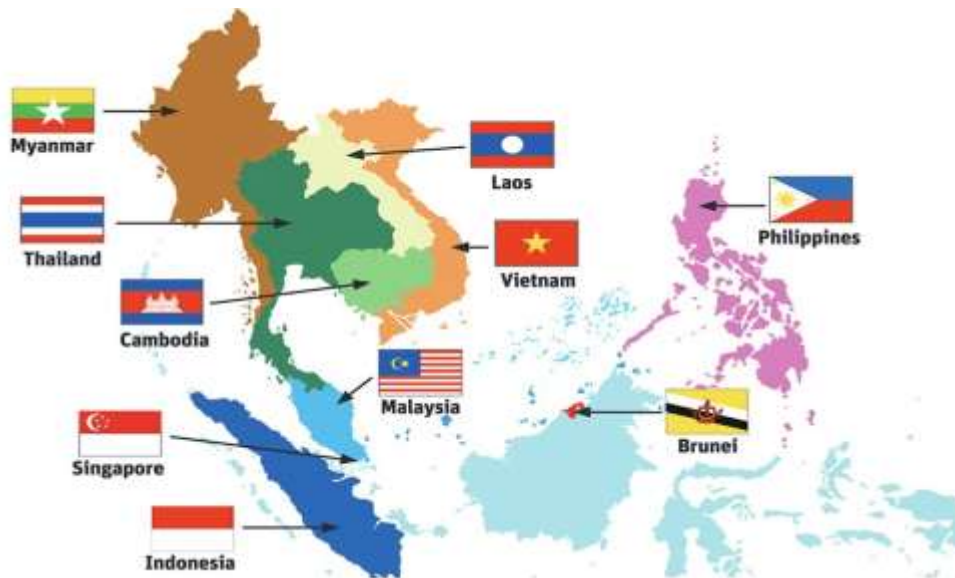 Myanmar
Laos
Thailand
Philippines
Vietnam
Cambodia
Malaysia
Singapore
Brunei
Indonesia